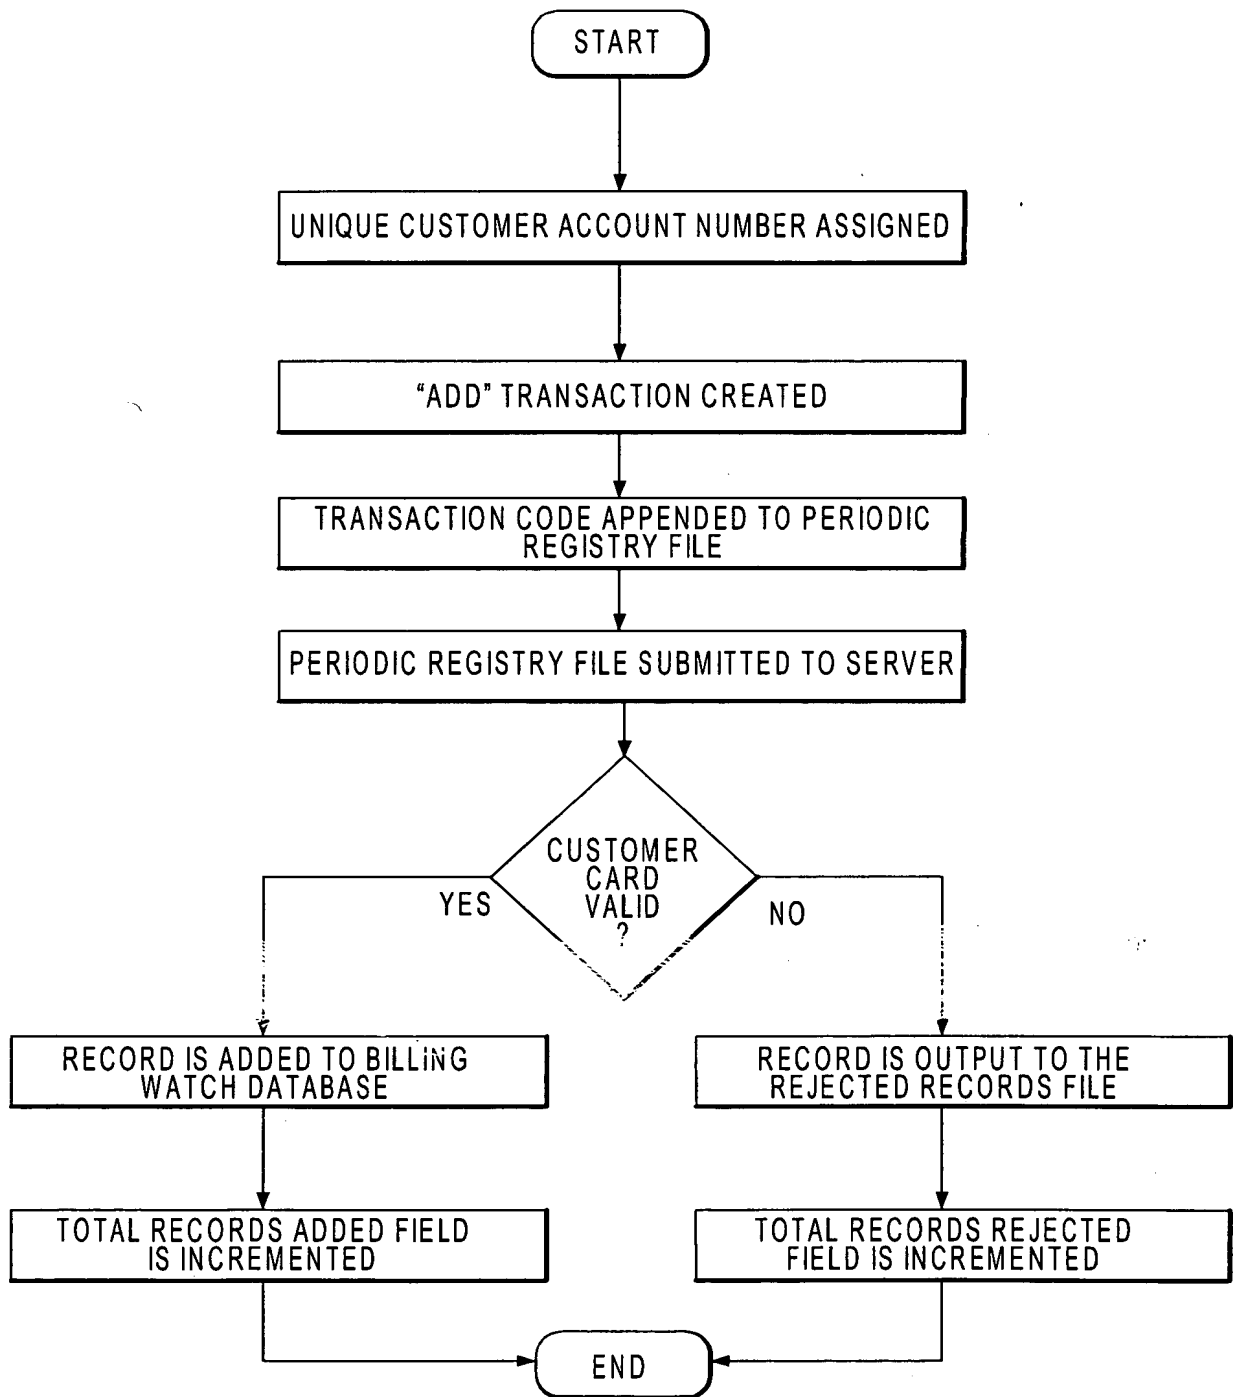 START
UNIQUE CUSTOMER ACCOUNT NUMBER ASSIGNED
“ADD” TRANSACTION CREATED
TRANSACTION CODE APPENDED TO PERIODIC
REGISTRY FILE
PERIODIC REGISTRY FILE SUBMITTED TO SERVER
CUSTOMER
CARD
VALID
?
YES
NO
RECORD IS ADDED TO BILLING
WATCH DATABASE
RECORD IS OUTPUT TO THE
REJECTED RECORDS FILE
TOTAL RECORDS ADDED FIELD
IS INCREMENTED
TOTAL RECORDS REJECTED
FIELD IS INCREMENTED
END